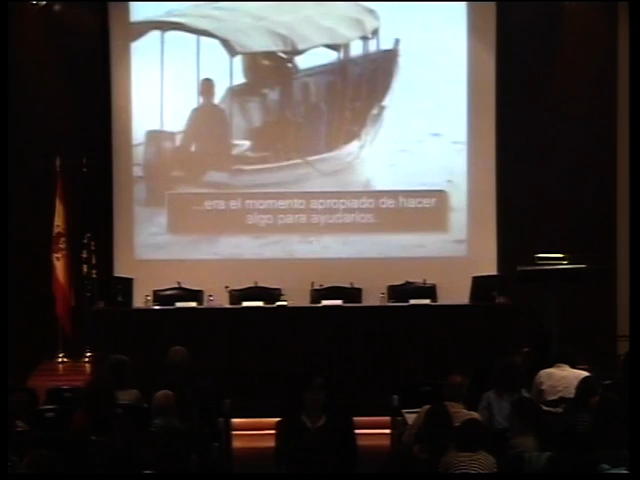 ...era el momento apropiado de hacer
algo para ayudarlos.